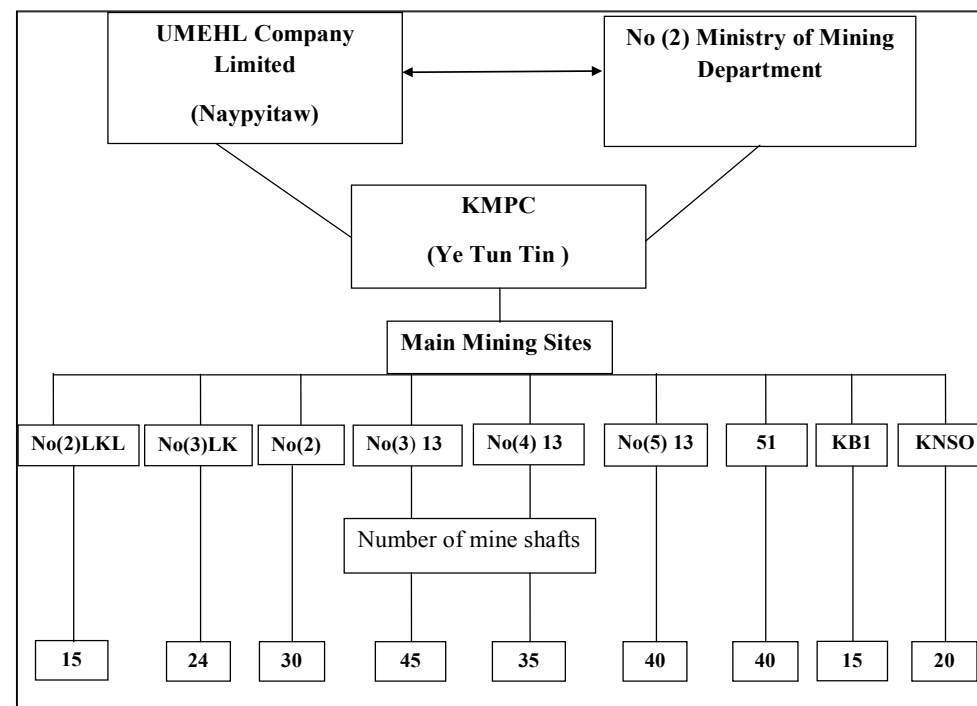 UMEHL Company
Limited
(Naypyitaw)
No (2) Ministry of Mining
Department
KMPC
(Ye Tun Tin )
Main Mining Sites
No(2)LKL
No(3)LK
No(2)
No(3) 13
No(4) 13
No(5) 13
51
KB1
KNSO
Number of mine shafts
15
24
30
45
35
40
40
15
20